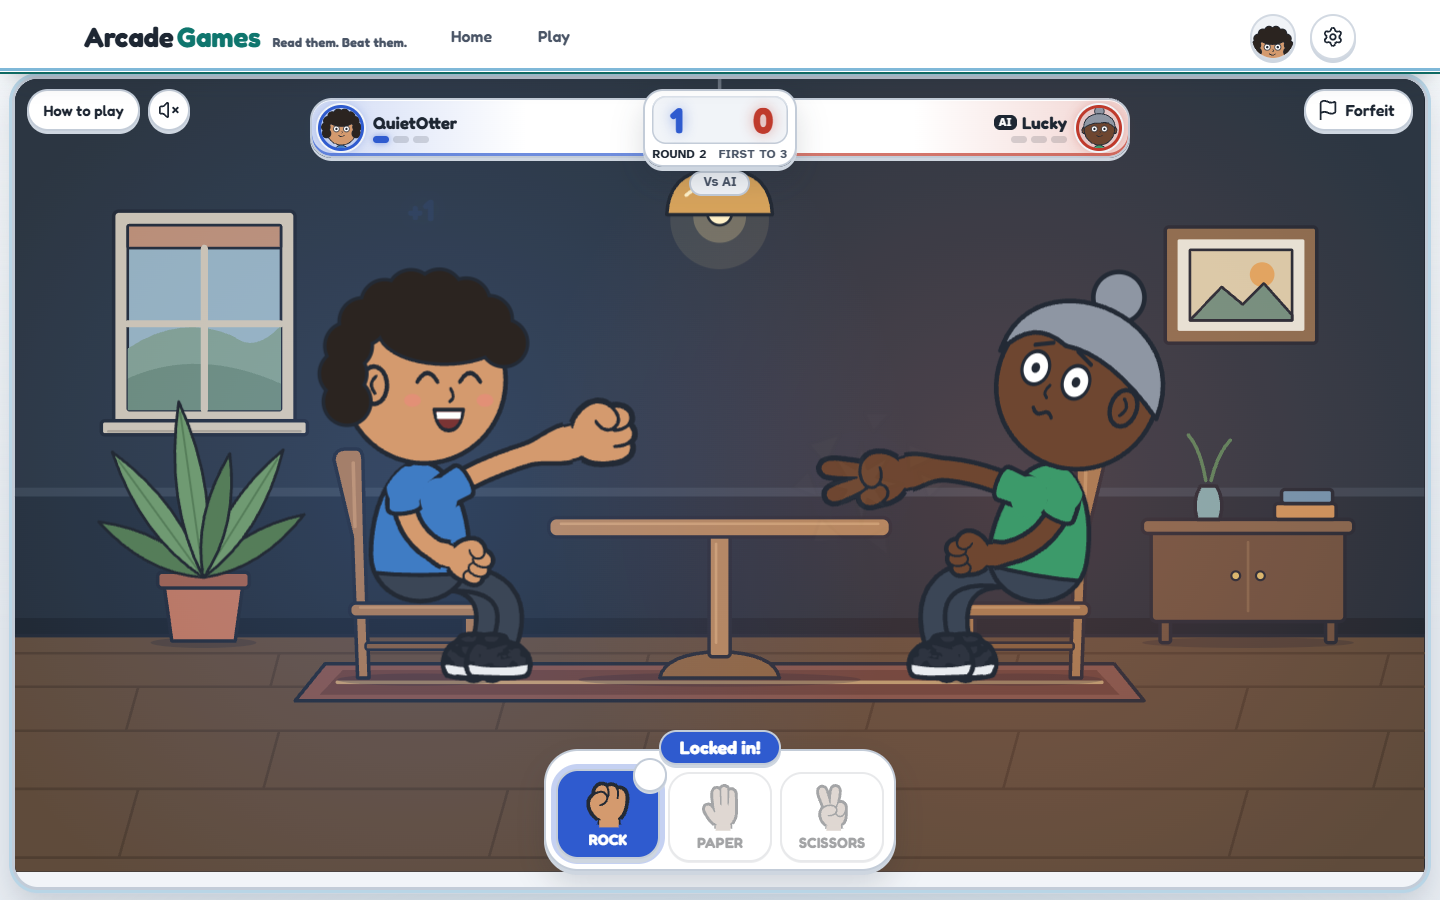 Arcade Games Read them. Beat them. Home Play
How to play
QuietOtter
1 0
AI Lucky
Forfeit
ROUND 2 FIRST TO 3
Vs AI
+1
Locked in!
ROCK PAPER SCISSORS